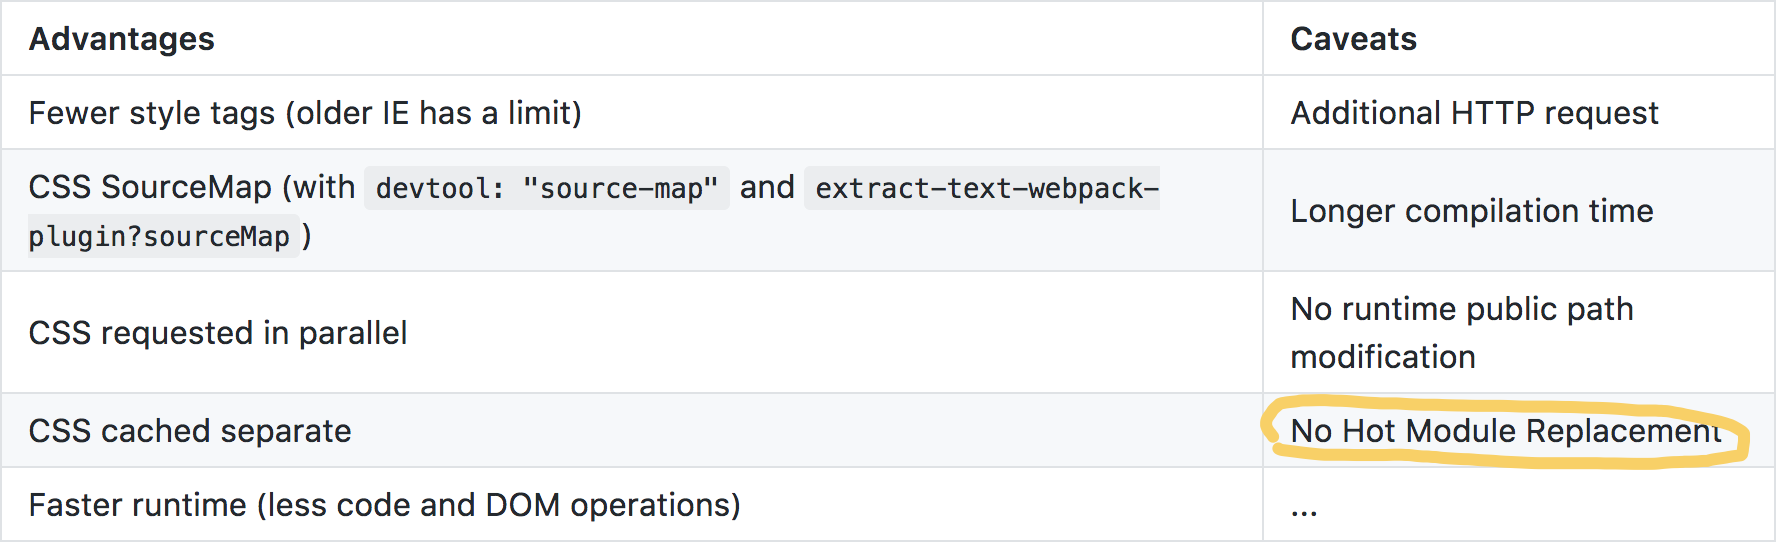 Advantages
Caveats
Fewer style tags (older IE has a limit)
Additional HTTP request
CSS SourceMap (with devtool: "source-map" and extract-text-webpack-
plugin?sourceMap )
Longer compilation time
CSS requested in parallel
No runtime public path
modification
CSS cached separate
No Hot Module Replacement
Faster runtime (less code and DOM operations)
...